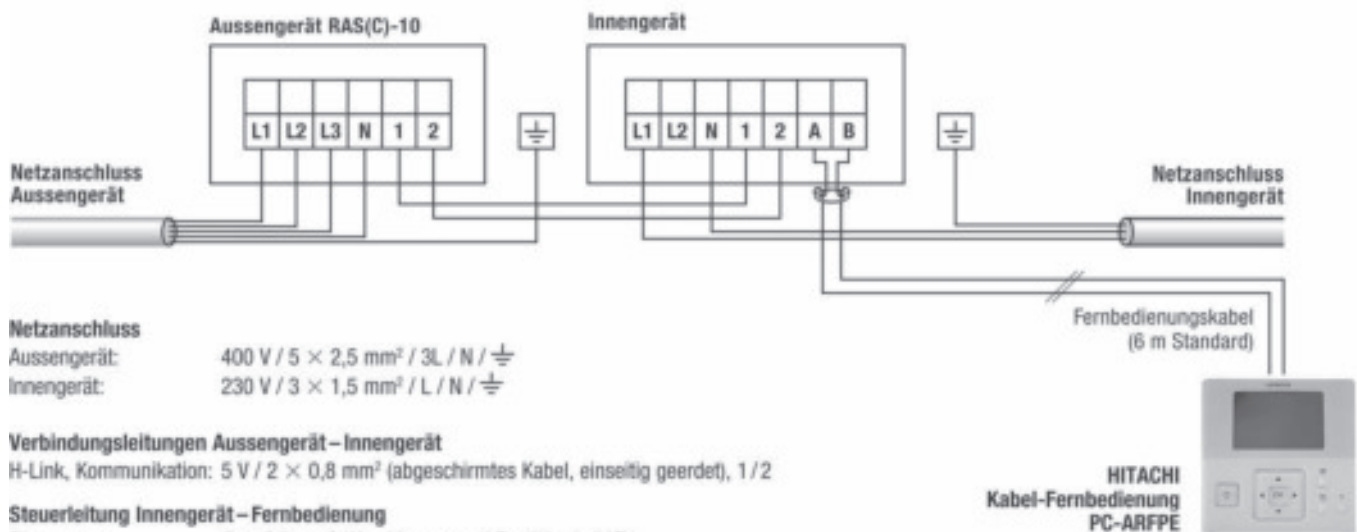 Aussengerät RAS(C)-10
Innengerät
L1 L2 L3 N 1 2
L1 L2 N 1 2 A B
Netzanschluss
Aussengerät
Netzanschluss
Innengerät
Fernbedienungskabel
(6 m Standard)
Netzanschluss
Aussengerät: 400 V / 5 × 2,5 mm² / 3L / N / ⏚
Innengerät: 230 V / 3 × 1,5 mm² / L / N / ⏚
Verbindungsleitungen Aussengerät – Innengerät
H-Link, Kommunikation: 5 V / 2 × 0,8 mm² (abgeschirmtes Kabel, einseitig geerdet), 1 / 2
HITACHI
Kabel-Fernbedienung
PC-ARFPE
Steuerleitung Innengerät – Fernbedienung